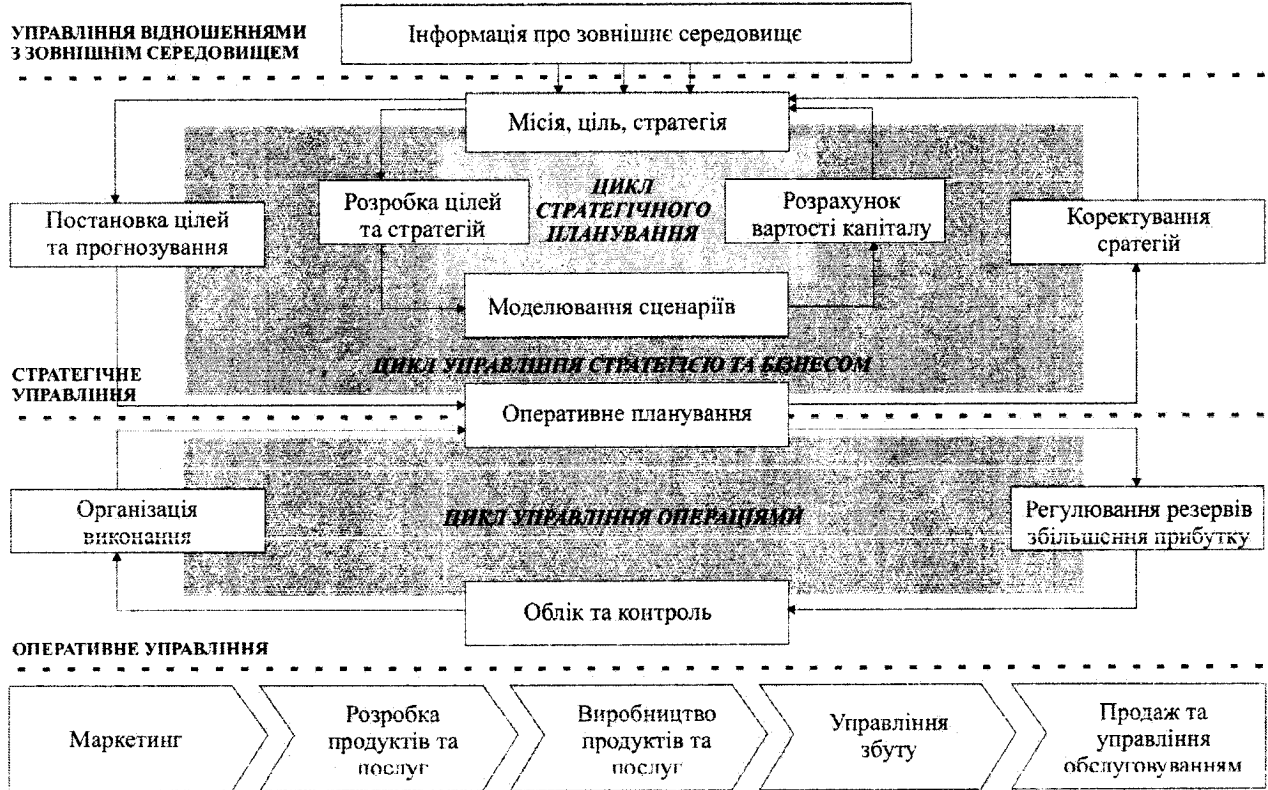 УПРАВЛІННЯ ВІДНОШЕННЯМИ
З ЗОВНІШНІМ СЕРЕДОВИЩЕМ
Інформація про зовнішнє середовище
Місія, ціль, стратегія
ЦИКЛ
СТРАТЕГІЧНОГО
ПЛАНУВАННЯ
Постановка цілей
та прогнозування
Розробка цілей
та стратегій
Розрахунок
вартості капіталу
Коректування
сратегій
Моделювання сценаріїв
ЦИКЛ УПРАВЛІННЯ СТРАТЕГІЄЮ ТА БІЗНЕСОМ
СТРАТЕГІЧНЕ
УПРАВЛІННЯ
Оперативне планування
Організація
виконання
ЦИКЛ УПРАВЛІННЯ ОПЕРАЦІЯМИ
Регулювання резервів
збільшення прибутку
Облік та контроль
ОПЕРАТИВНЕ УПРАВЛІННЯ
Маркетинг
Розробка
продуктів та
послуг
Виробництво
продуктів та
послуг
Управління
збуту
Продаж та
управління
обслуговуванням